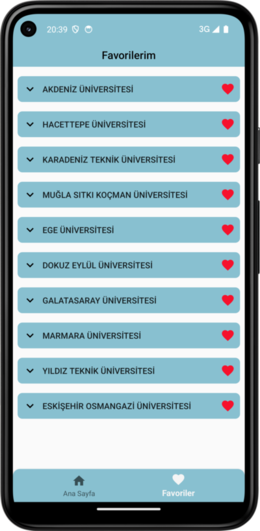 20:39
3G
Favorilerim
AKDENİZ ÜNİVERSİTESİ
HACETTEPE ÜNİVERSİTESİ
KARADENİZ TEKNİK ÜNİVERSİTESİ
MUĞLA SITKI KOÇMAN ÜNİVERSİTESİ
EGE ÜNİVERSİTESİ
DOKUZ EYLÜL ÜNİVERSİTESİ
GALATASARAY ÜNİVERSİTESİ
MARMARA ÜNİVERSİTESİ
YILDIZ TEKNİK ÜNİVERSİTESİ
ESKİŞEHİR OSMANGAZİ ÜNİVERSİTESİ
Ana Sayfa
Favoriler